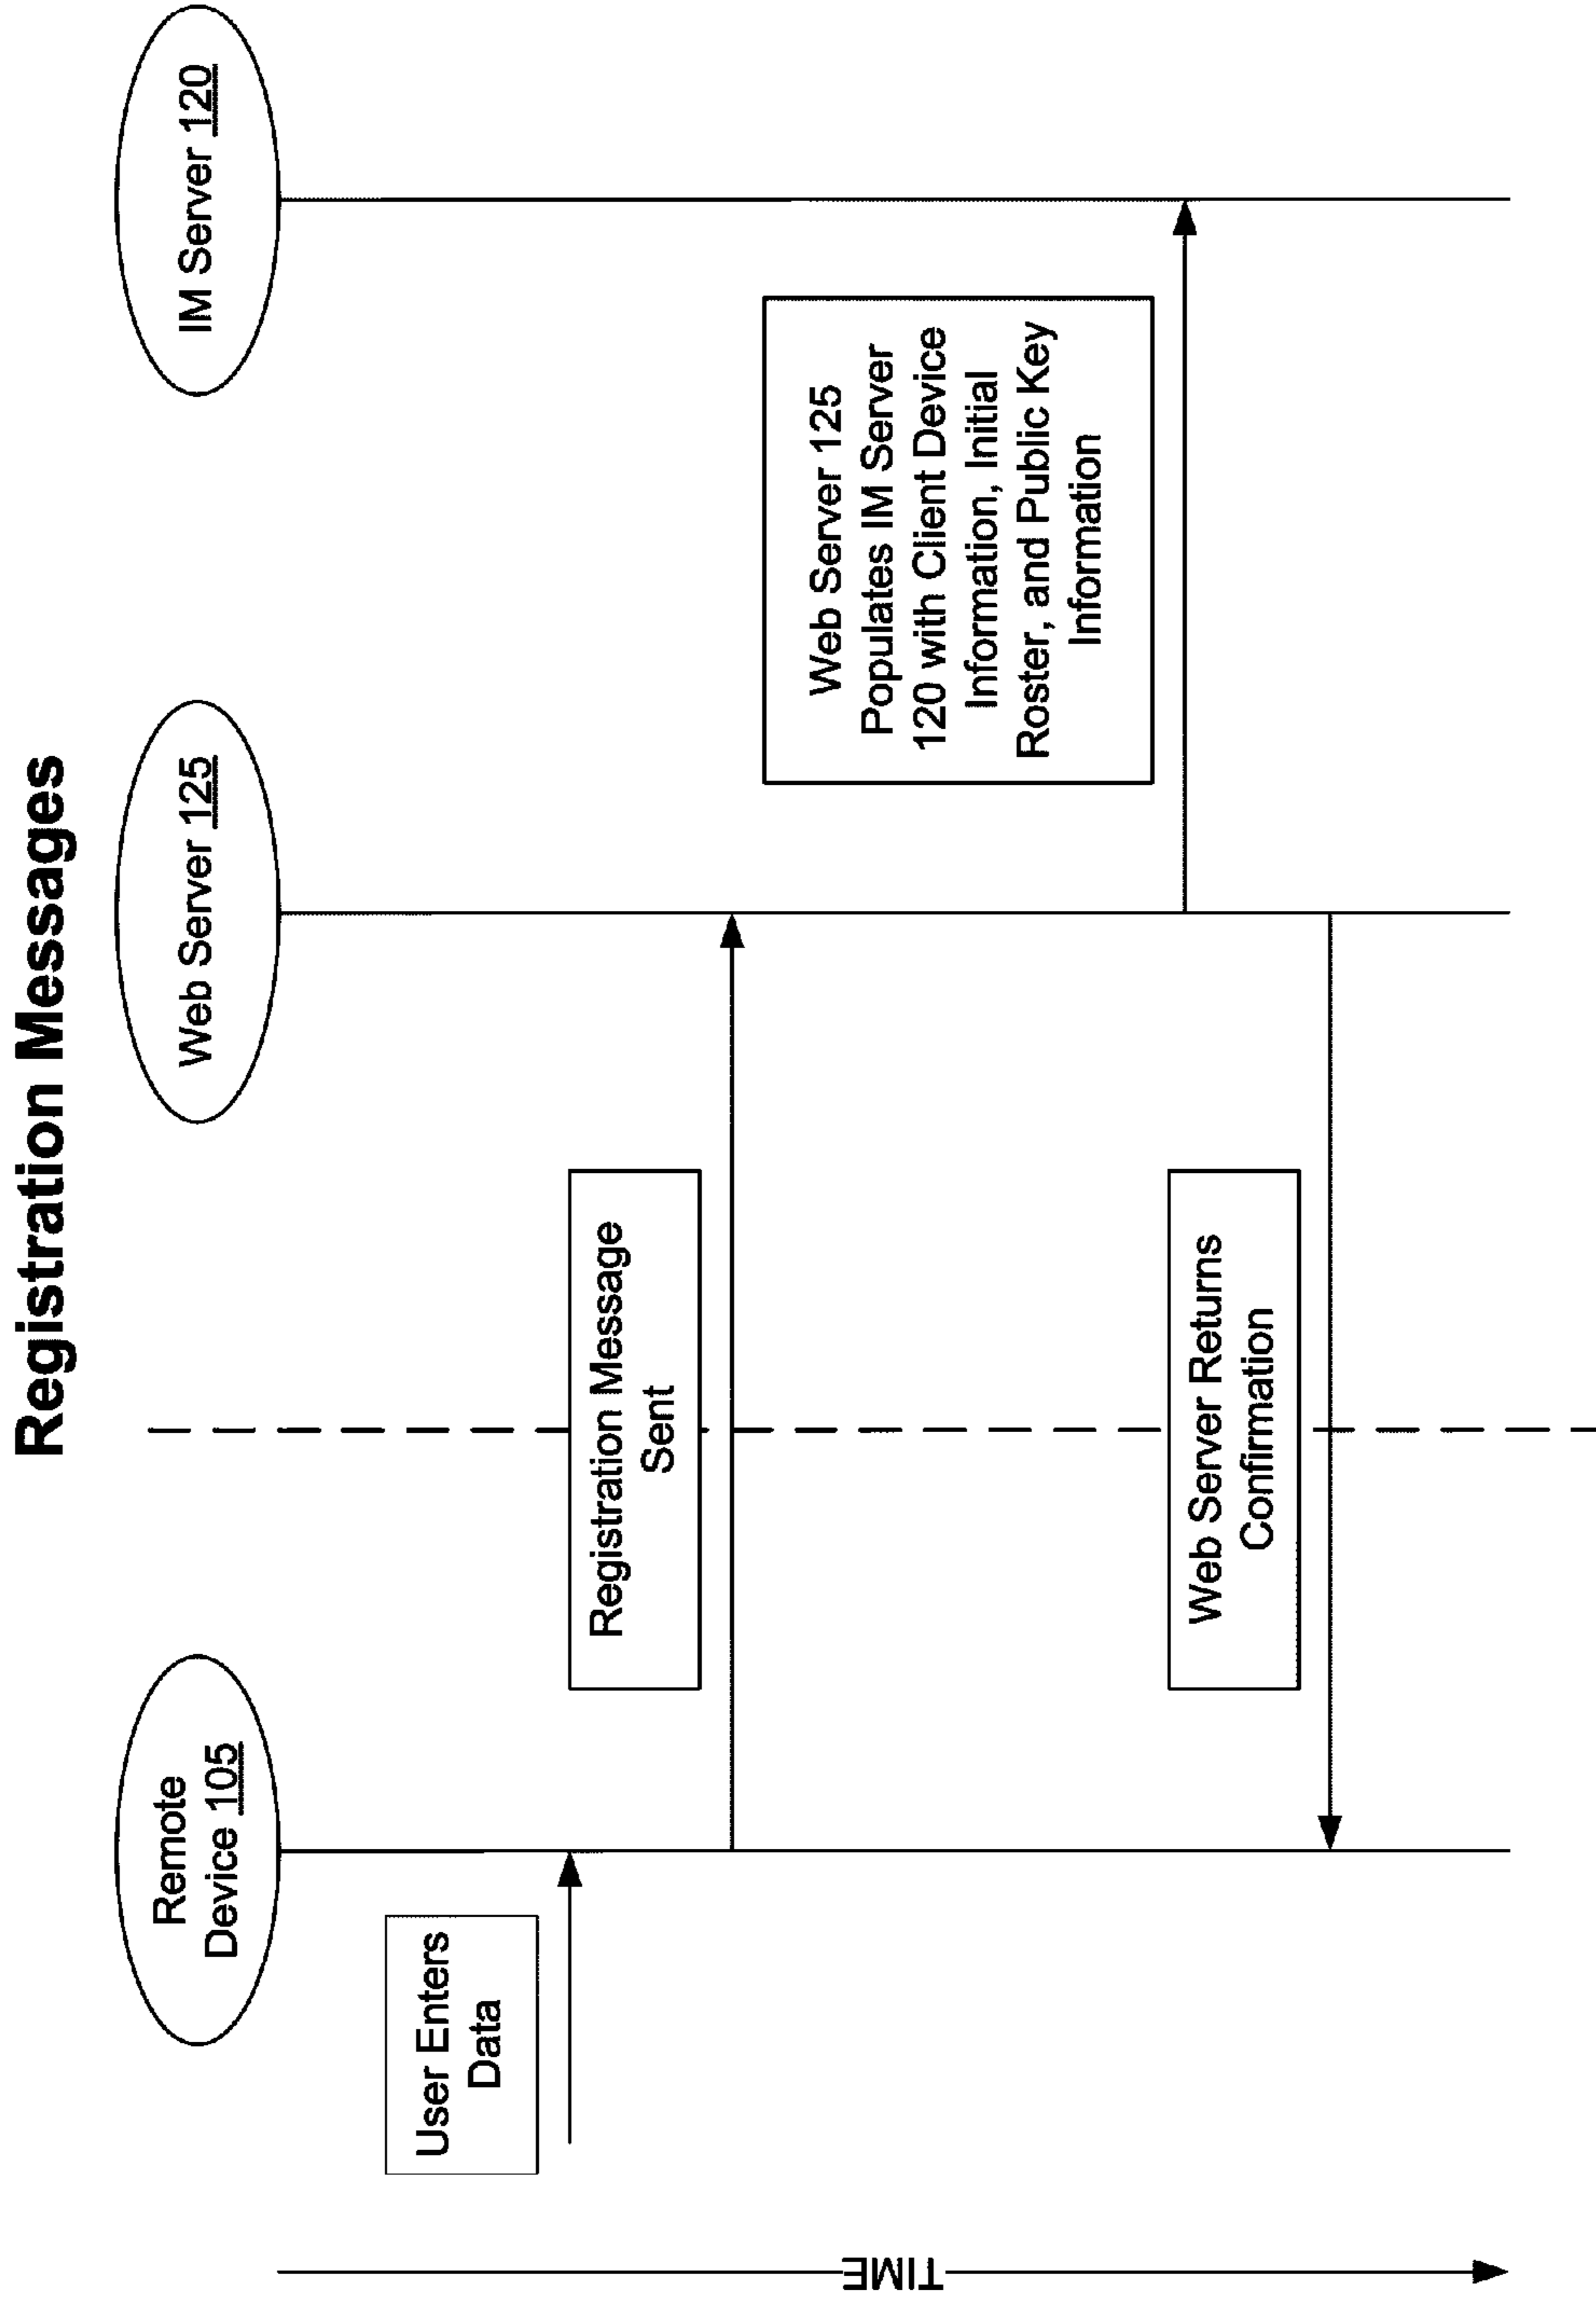 Registration Messages
Remote
Device 105
Web Server 125
IM Server 120
User Enters
Data
Registration Message
Sent
Web Server 125
Populates IM Server
120 with Client Device
Information, Initial
Roster, and Public Key
Information
Web Server Returns
Confirmation
TIME